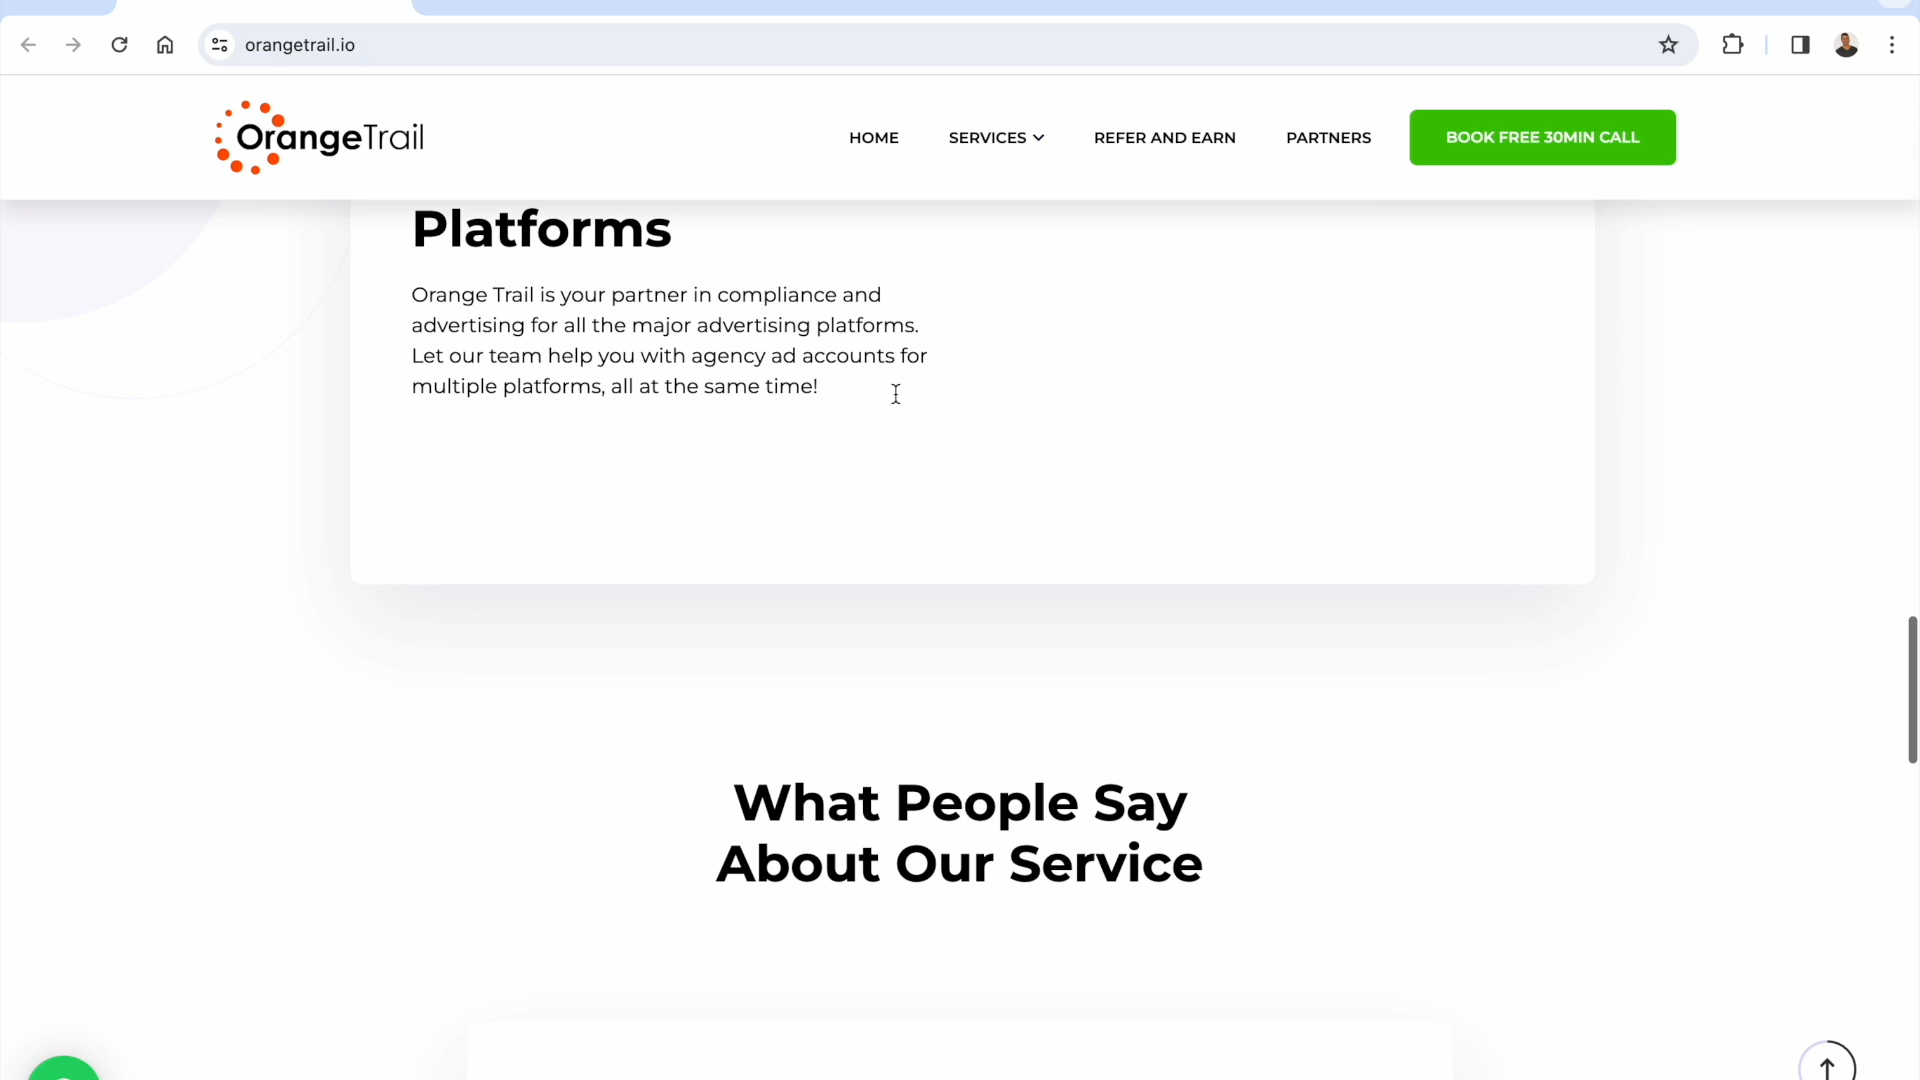 orangetrail.io
OrangeTrail
HOME
SERVICES
REFER AND EARN
PARTNERS
BOOK FREE 30MIN CALL
Platforms
Orange Trail is your partner in compliance and
advertising for all the major advertising platforms.
Let our team help you with agency ad accounts for
multiple platforms, all at the same time!
What People Say
About Our Service